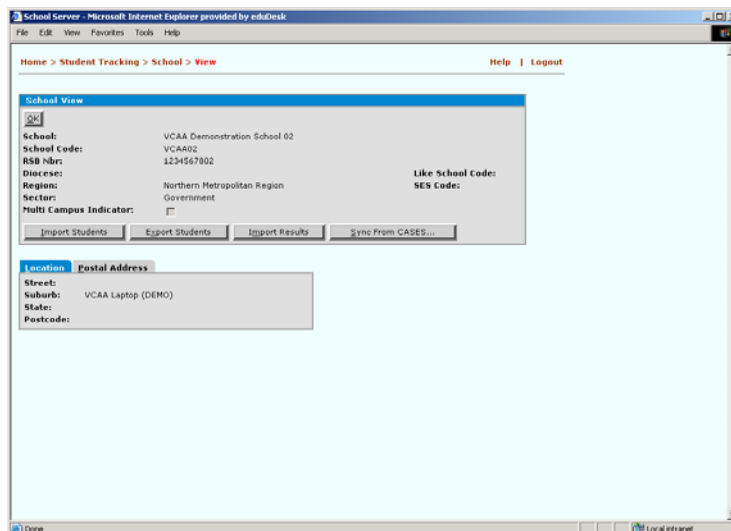 School Server - Microsoft Internet Explorer provided by eduDesk
File Edit View Favorites Tools Help
Home > Student Tracking > School > View Help | Logout
School View
OK
School: VCAA Demonstration School 02
School Code: VCAA02
RSB Nbr: 1234567802
Diocese: Like School Code:
Region: Northern Metropolitan Region SES Code:
Sector: Government
Multi Campus Indicator:
Import Students Export Students Import Results Sync From CASES...
Location Postal Address
Street:
Suburb: VCAA Laptop (DEMO)
State:
Postcode:
Done Local intranet